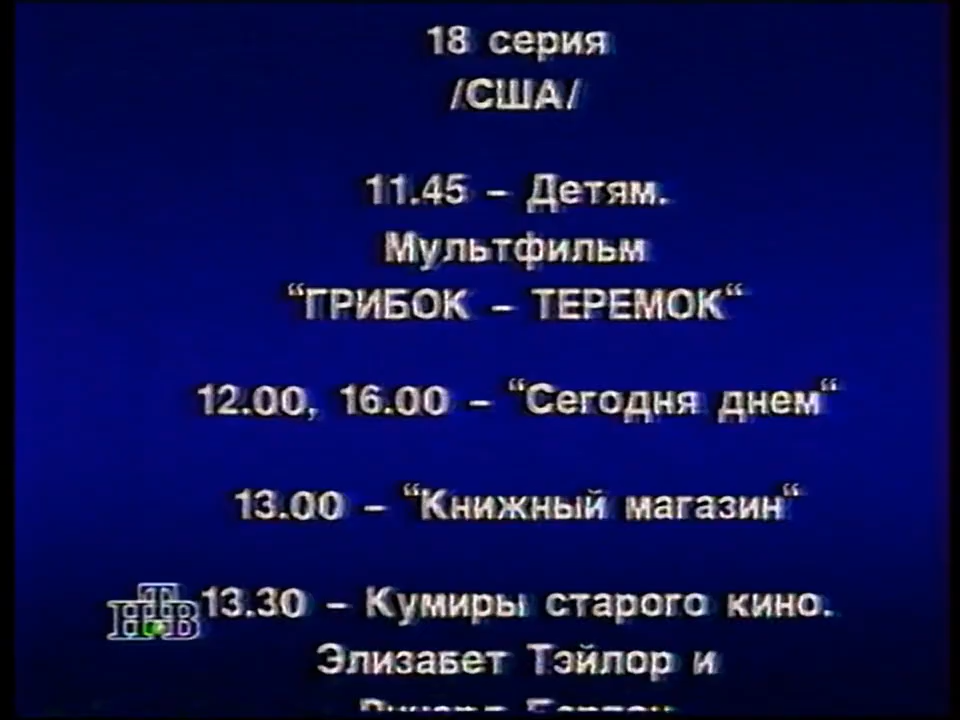 18 серия
/США/
11.45 – Детям.
Мультфильм
“ГРИБОК – ТЕРЕМОК“
12.00, 16.00 – “Сегодня днем“
13.00 – “Книжный магазин“
НТВ
13.30 – Кумиры старого кино.
Элизабет Тэйлор и